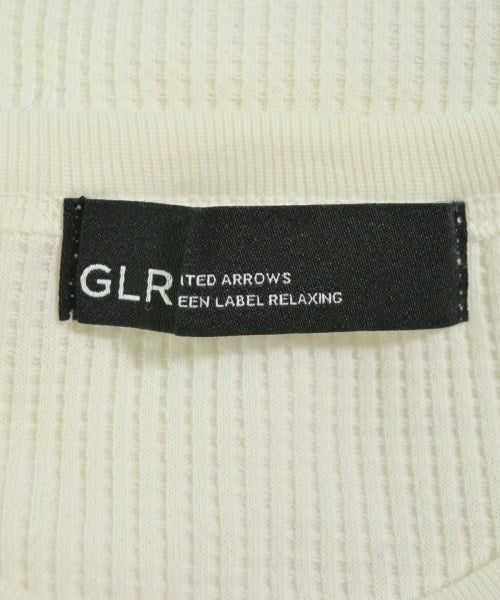 GLR
ITED ARROWS
EEN LABEL RELAXING